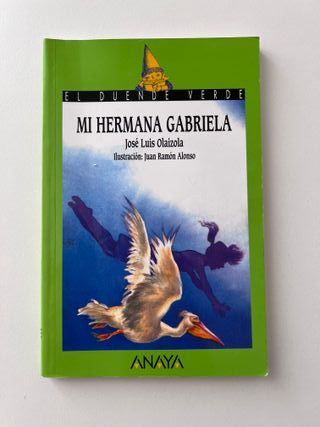 EL DUENDE VERDE
MI HERMANA GABRIELA
José Luis Olaizola
Ilustración: Juan Ramón Alonso
ANAYA